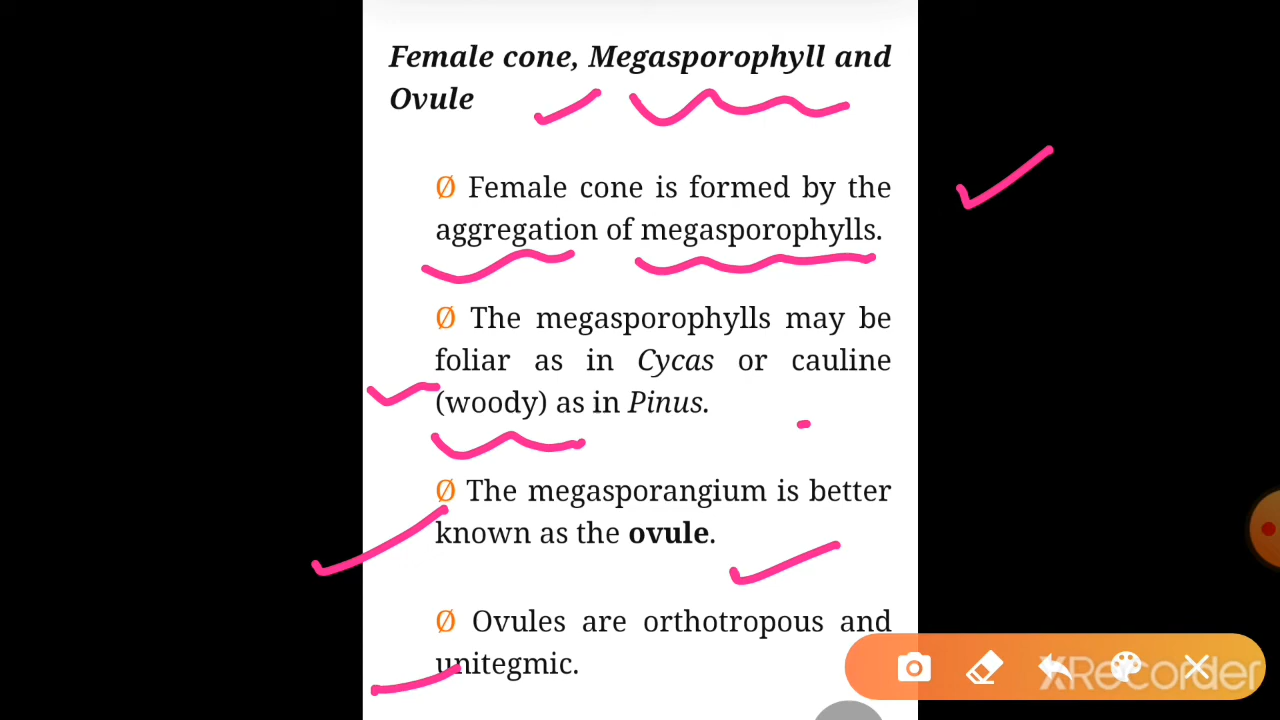 Female cone, Megasporophyll and
Ovule
Ø Female cone is formed by the
aggregation of megasporophylls.
Ø The megasporophylls may be
foliar as in Cycas or cauline
(woody) as in Pinus.
Ø The megasporangium is better
known as the ovule.
Ø Ovules are orthotropous and
unitegmic.
XRecorder